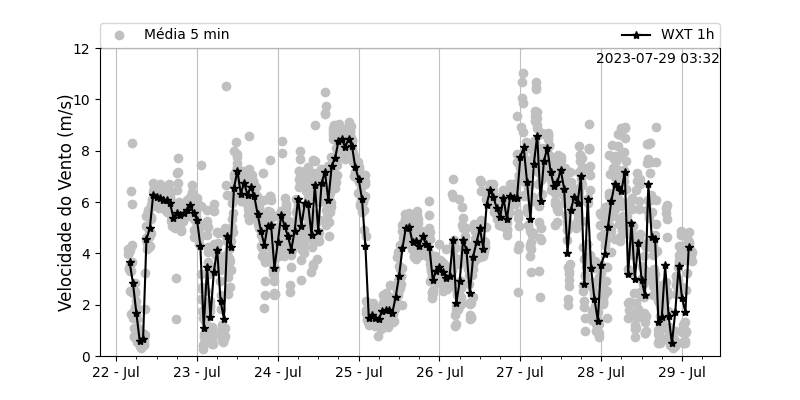 Média 5 min
WXT 1h
2023-07-29 03:32
Velocidade do Vento (m/s)
12
10
8
6
4
2
0
22 - Jul
23 - Jul
24 - Jul
25 - Jul
26 - Jul
27 - Jul
28 - Jul
29 - Jul